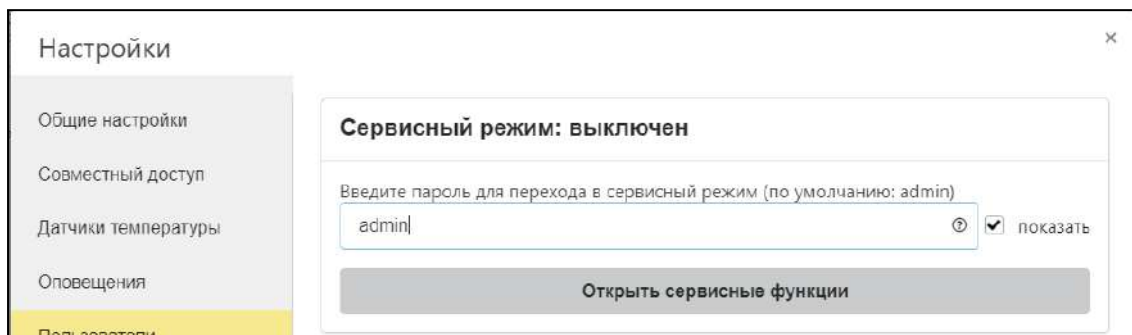 Настройки
×
Общие настройки
Совместный доступ
Датчики температуры
Оповещения
Пользователи
Сервисный режим: выключен
Введите пароль для перехода в сервисный режим (по умолчанию: admin)
admin
показать
Открыть сервисные функции